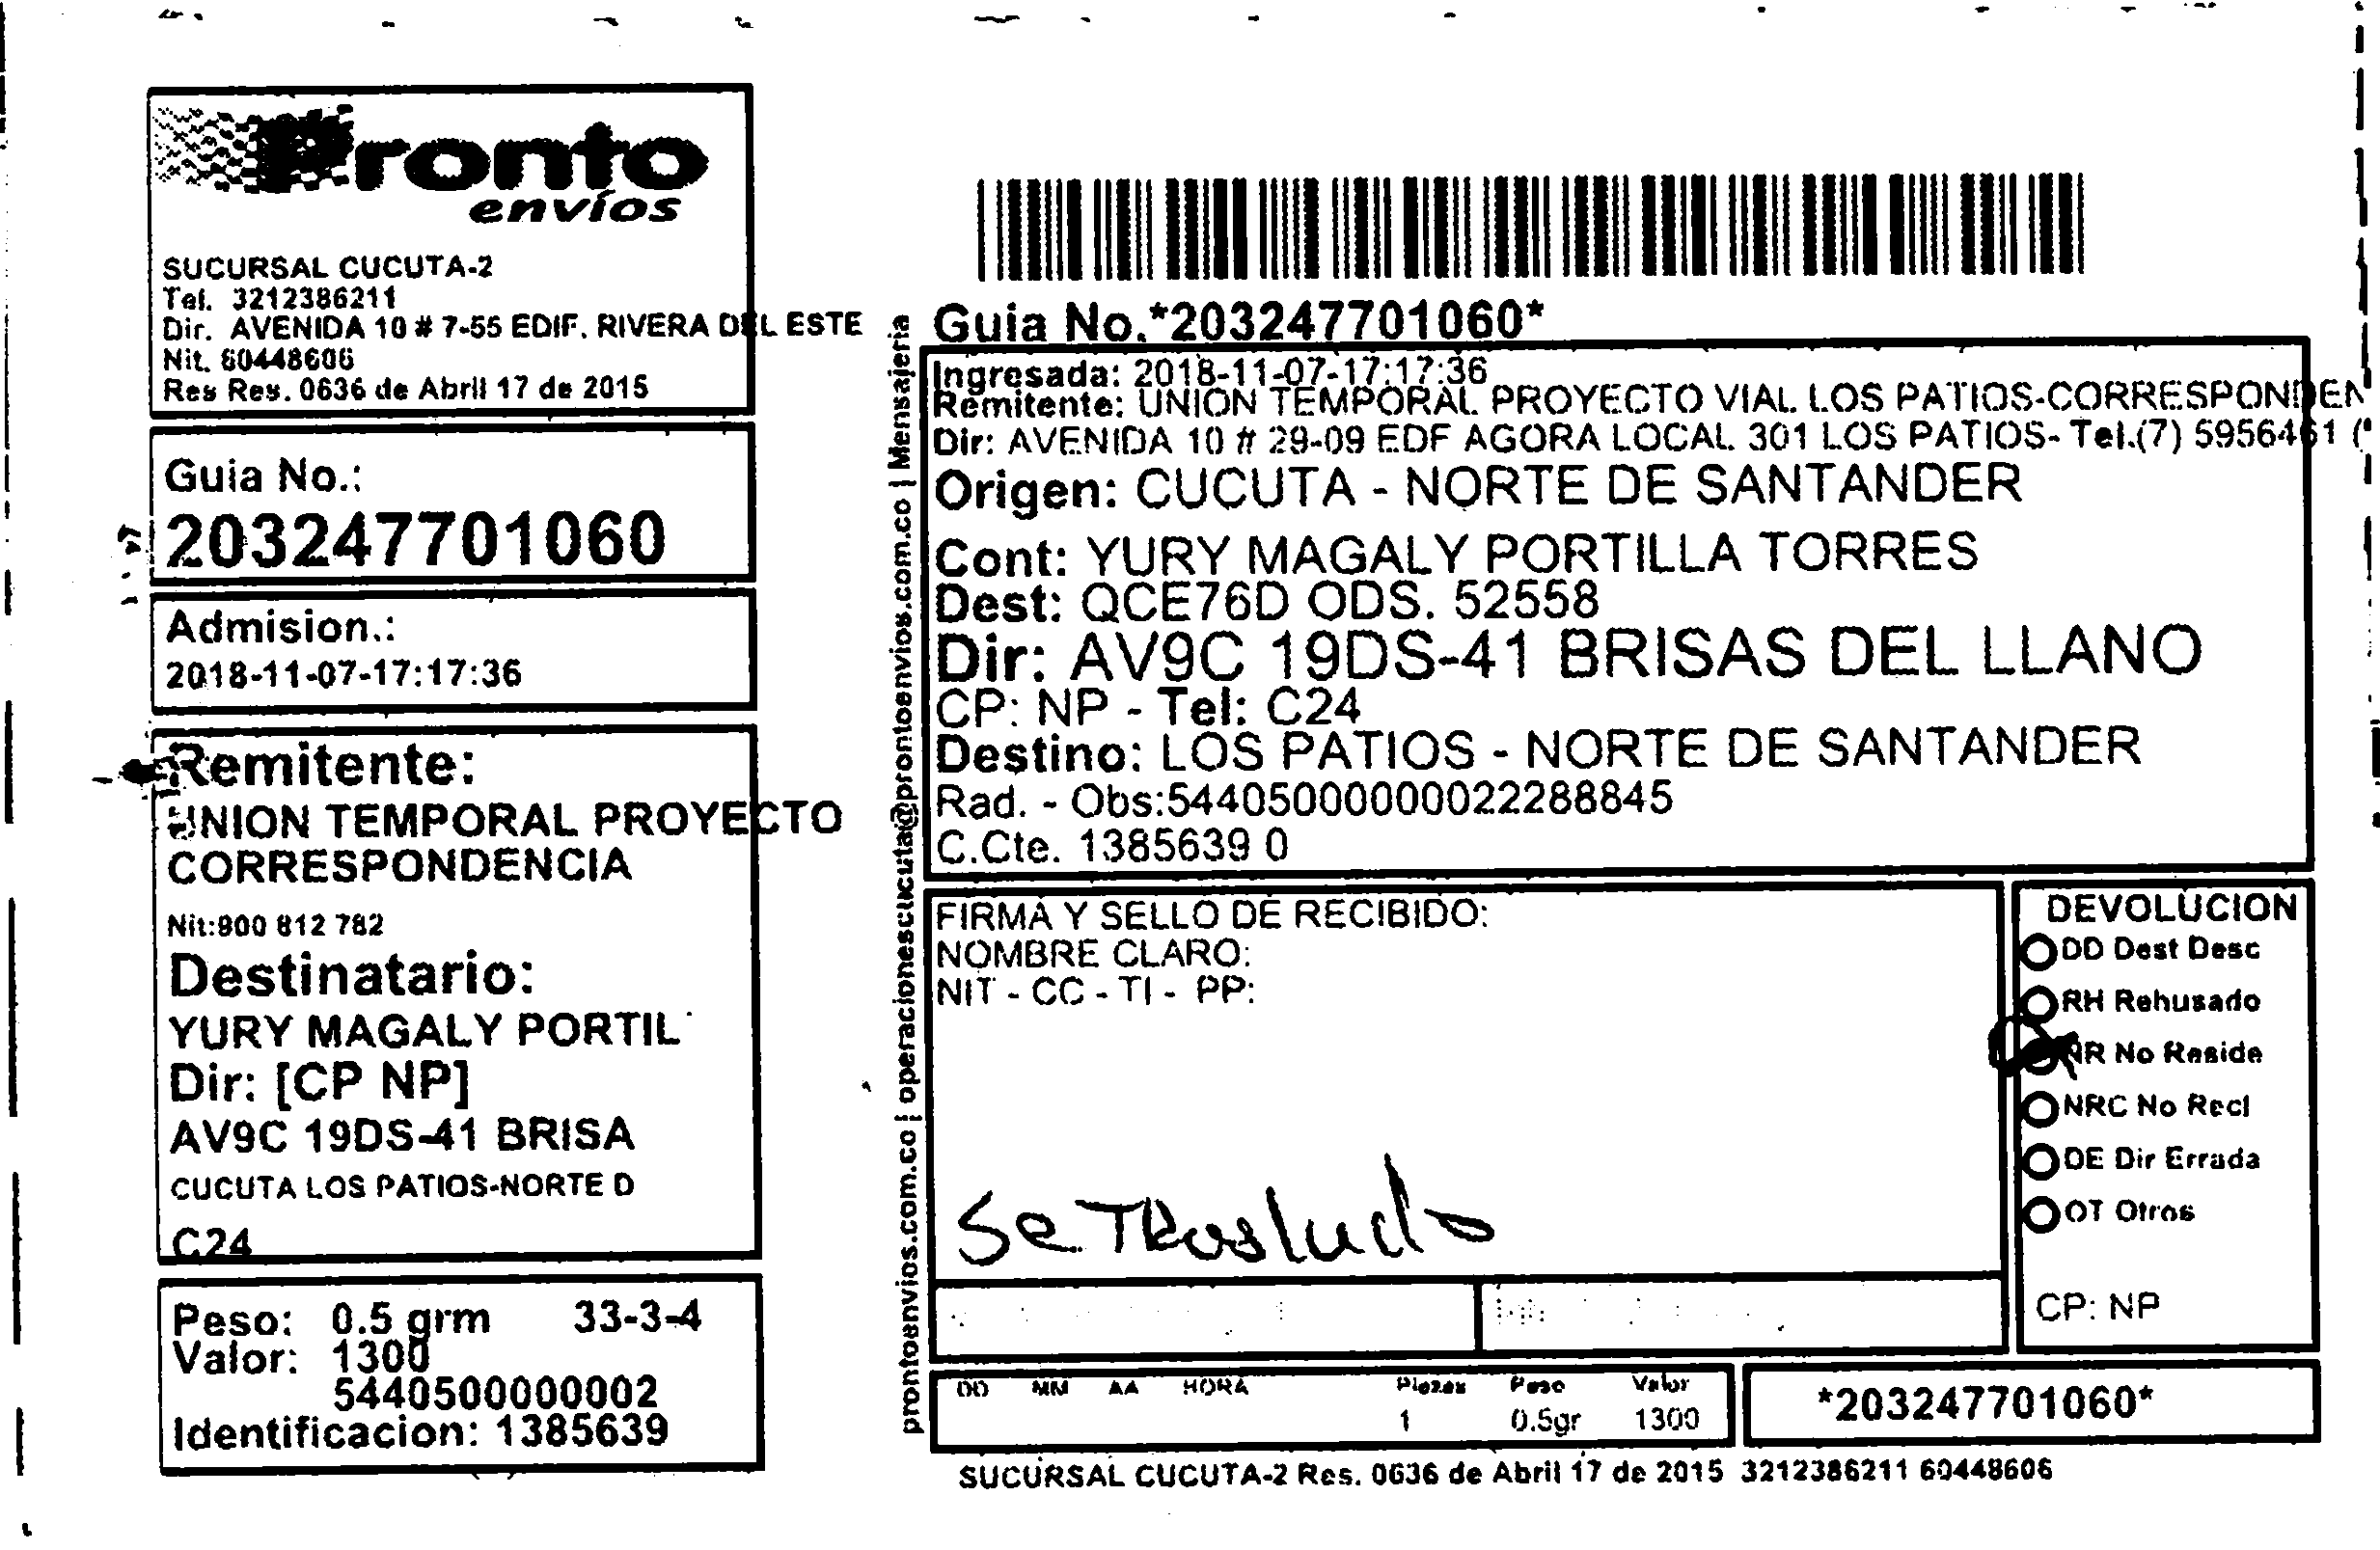 Pronto
envíos
SUCURSAL CUCUTA-2
Tel. 3212386211
Dir. AVENIDA 10 # 7-55 EDIF. RIVERA DEL ESTE
Nit. 60448606
Res Res. 0636 de Abril 17 de 2015
Guia No.:
203247701060
Admision.:
2018-11-07-17:17:36
Remitente:
UNION TEMPORAL PROYECTO
CORRESPONDENCIA
Nit:900 812 782
Destinatario:
YURY MAGALY PORTIL
Dir: [CP NP]
AV9C 19DS-41 BRISA
CUCUTA LOS PATIOS-NORTE D
C24
Peso: 0.5 grm 33-3-4
Valor: 1300
5440500000002
Identificacion: 1385639
prontoenvios.com.co | operacionescucuta@prontoenvios.com.co | Mensajeria
Guia No.*203247701060*
Ingresada: 2018-11-07-17:17:36
Remitente: UNION TEMPORAL PROYECTO VIAL LOS PATIOS-CORRESPONDEN
Dir: AVENIDA 10 # 29-09 EDF AGORA LOCAL 301 LOS PATIOS- Tel.(7) 5956461 (
Origen: CUCUTA - NORTE DE SANTANDER
Cont: YURY MAGALY PORTILLA TORRES
Dest: QCE76D ODS. 52558
Dir: AV9C 19DS-41 BRISAS DEL LLANO
CP: NP - Tel: C24
Destino: LOS PATIOS - NORTE DE SANTANDER
Rad. - Obs:544050000000022288845
C.Cte. 1385639 0
FIRMA Y SELLO DE RECIBIDO:
NOMBRE CLARO:
NIT - CC - TI - PP:
Se Trasludo
DEVOLUCION
DD Dest Desc
RH Rehusado
NR No Reside
NRC No Recl
DE Dir Errada
OT Otros
CP: NP
DD MM AA HORA Piezas Peso Valor
1 0.5gr 1300
*203247701060*
SUCURSAL CUCUTA-2 Res. 0636 de Abril 17 de 2015 3212386211 60448606